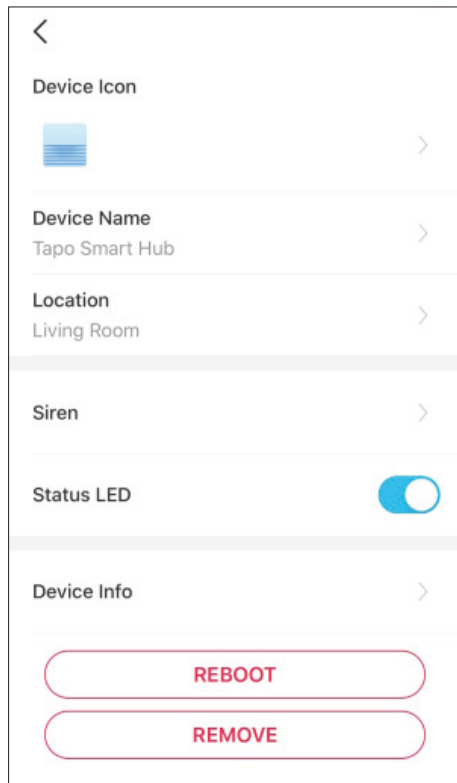 Device Icon
Device Name
Tapo Smart Hub
Location
Living Room
Siren
Status LED
Device Info
REBOOT
REMOVE